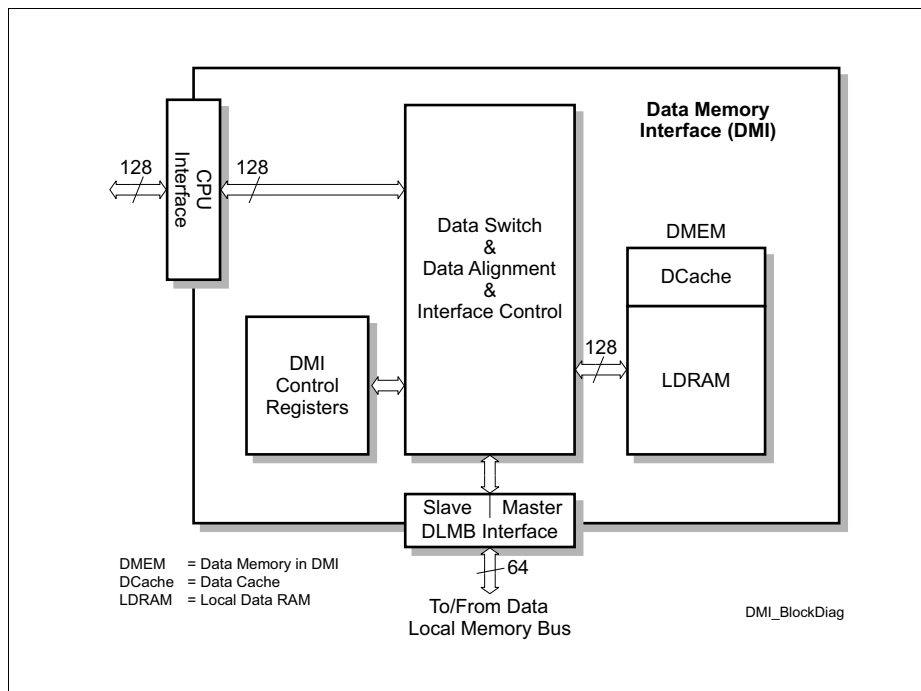 Data Memory
Interface (DMI)
CPU
Interface
128
128
Data Switch
&
Data Alignment
&
Interface Control
DMEM
DCache
LDRAM
128
DMI
Control
Registers
Slave Master
DLMB Interface
64
To/From Data
Local Memory Bus
DMEM = Data Memory in DMI
DCache = Data Cache
LDRAM = Local Data RAM
DMI_BlockDiag